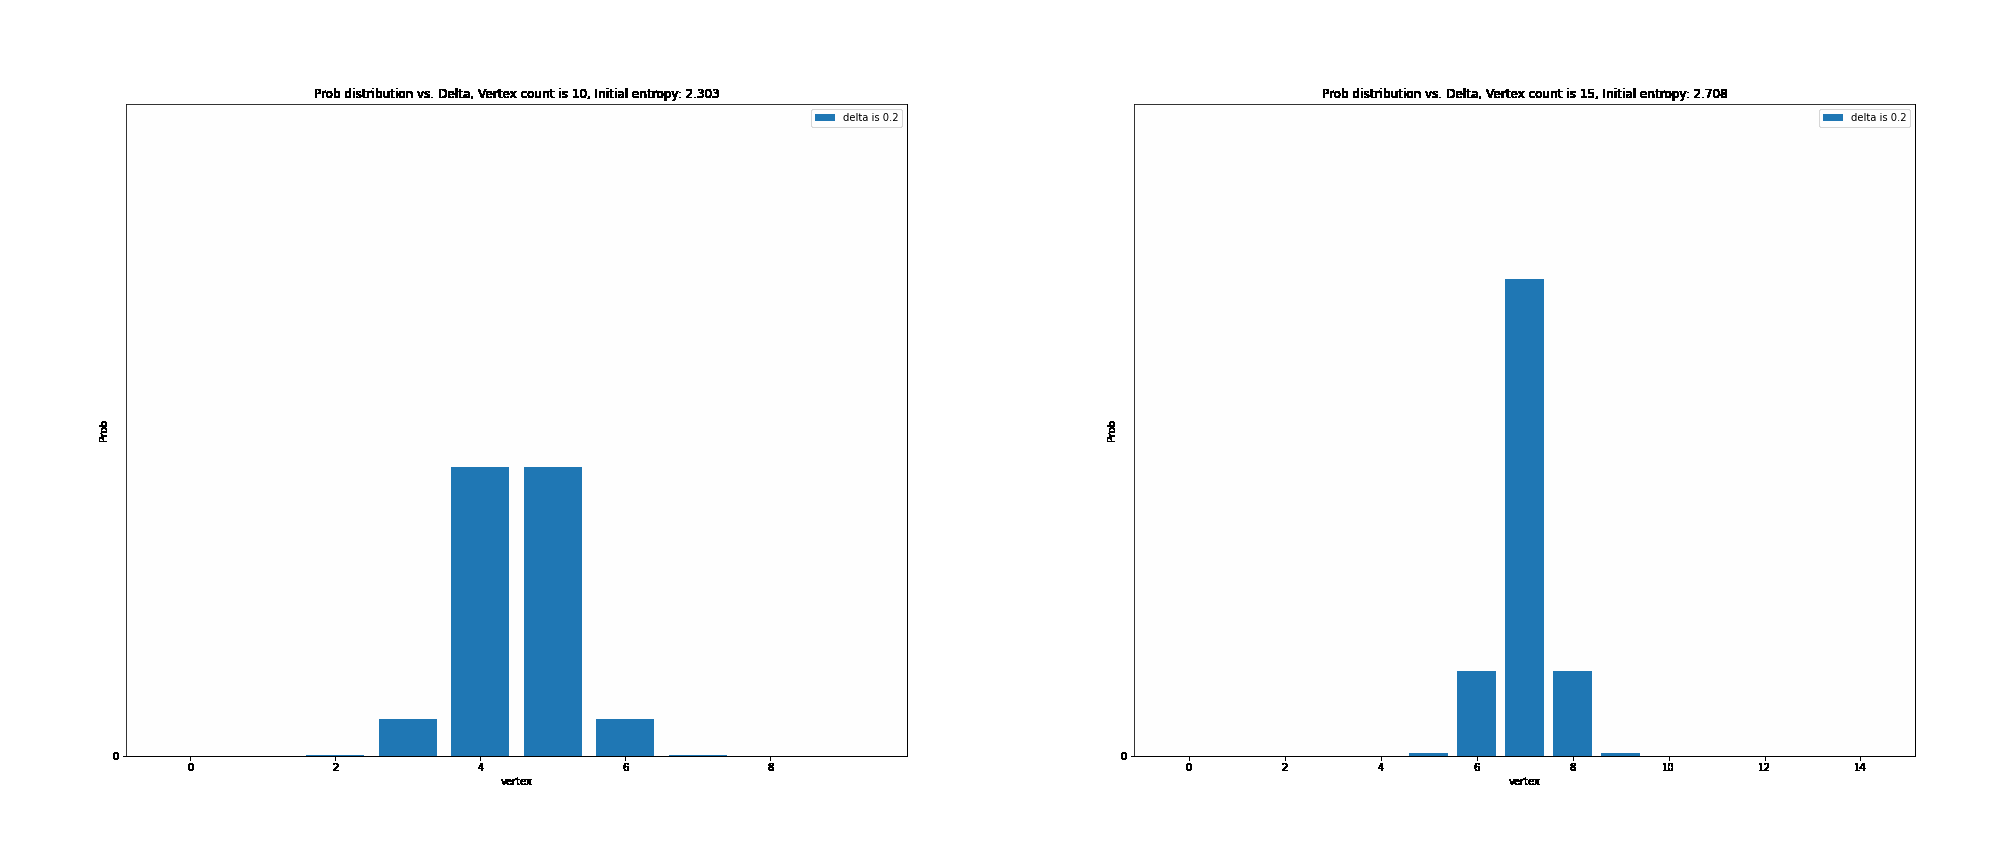 Prob distribution vs. Delta, Vertex count is 10, Initial entropy: 2.303
delta is 0.2
Prob
0
0 2 4 6 8
vertex
Prob distribution vs. Delta, Vertex count is 15, Initial entropy: 2.708
delta is 0.2
Prob
0
0 2 4 6 8 10 12 14
vertex